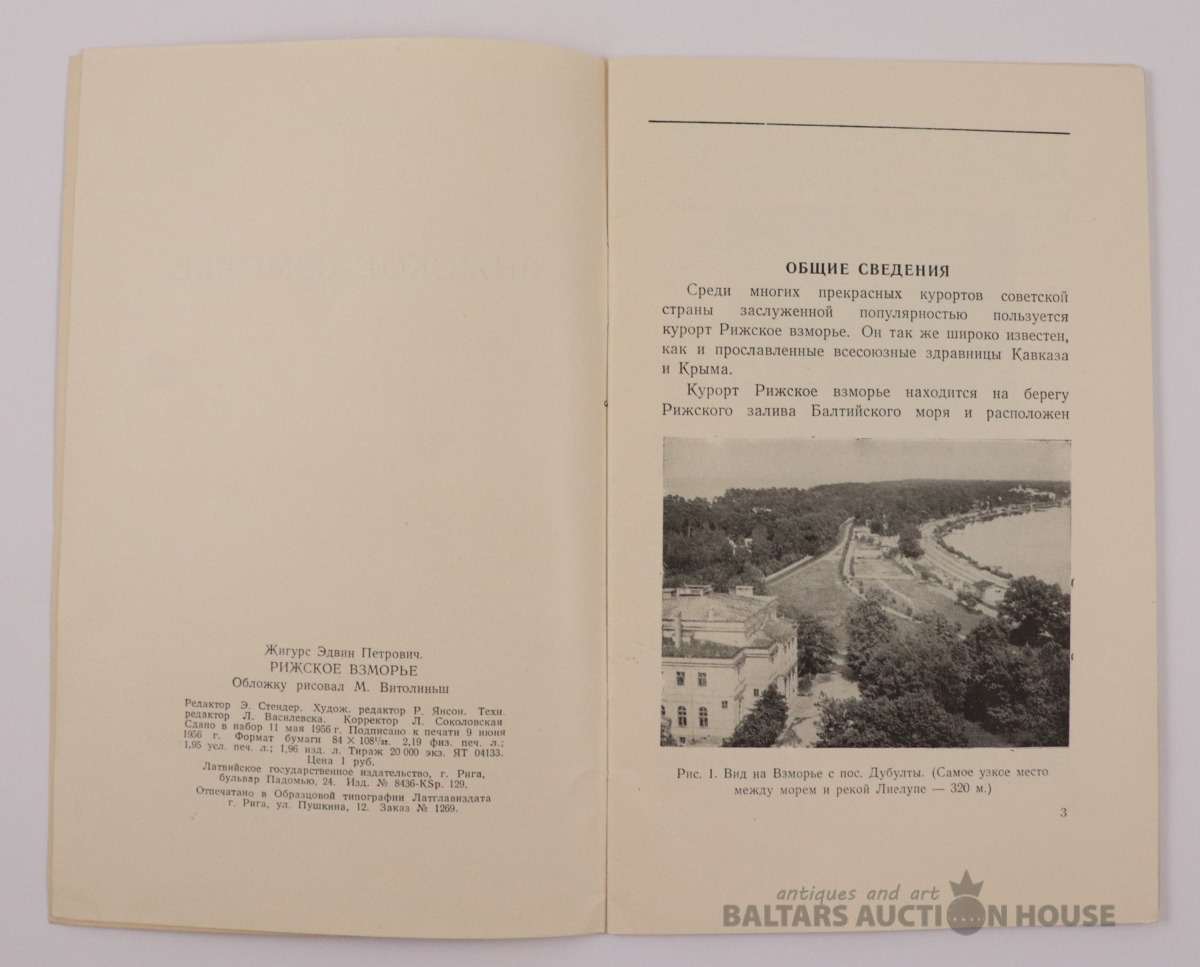 Жигурс Эдвин Петрович.
РИЖСКОЕ ВЗМОРЬЕ
Обложку рисовал М. Витолиньш
Редактор Э. Стендер. Худож. редактор Р. Янсон. Техн.
редактор Л. Василевска. Корректор Л. Соколовская.
Сдано в набор 11 мая 1956 г. Подписано к печати 9 июня
1956 г. Формат бумаги 84 × 108¹/₃₂. 2,19 физ. печ. л.;
1,95 усл. печ. л.; 1,96 изд. л. Тираж 20 000 экз. ЯТ 04133.
Цена 1 руб.
Латвийское государственное издательство, г. Рига,
бульвар Падомью, 24. Изд. № 8436-KSp. 129.
Отпечатано в Образцовой типографии Латглавиздата
г. Рига, ул. Пушкина, 12. Заказ № 1269.
ОБЩИЕ СВЕДЕНИЯ
Среди многих прекрасных курортов советской
страны заслуженной популярностью пользуется
курорт Рижское взморье. Он так же широко известен,
как и прославленные всесоюзные здравницы Кавказа
и Крыма.
Курорт Рижское взморье находится на берегу
Рижского залива Балтийского моря и расположен
Рис. 1. Вид на Взморье с пос. Дубулты. (Самое узкое место
между морем и рекой Лиелупе — 320 м.)
3
antiques and art
BALTARS AUCTION HOUSE